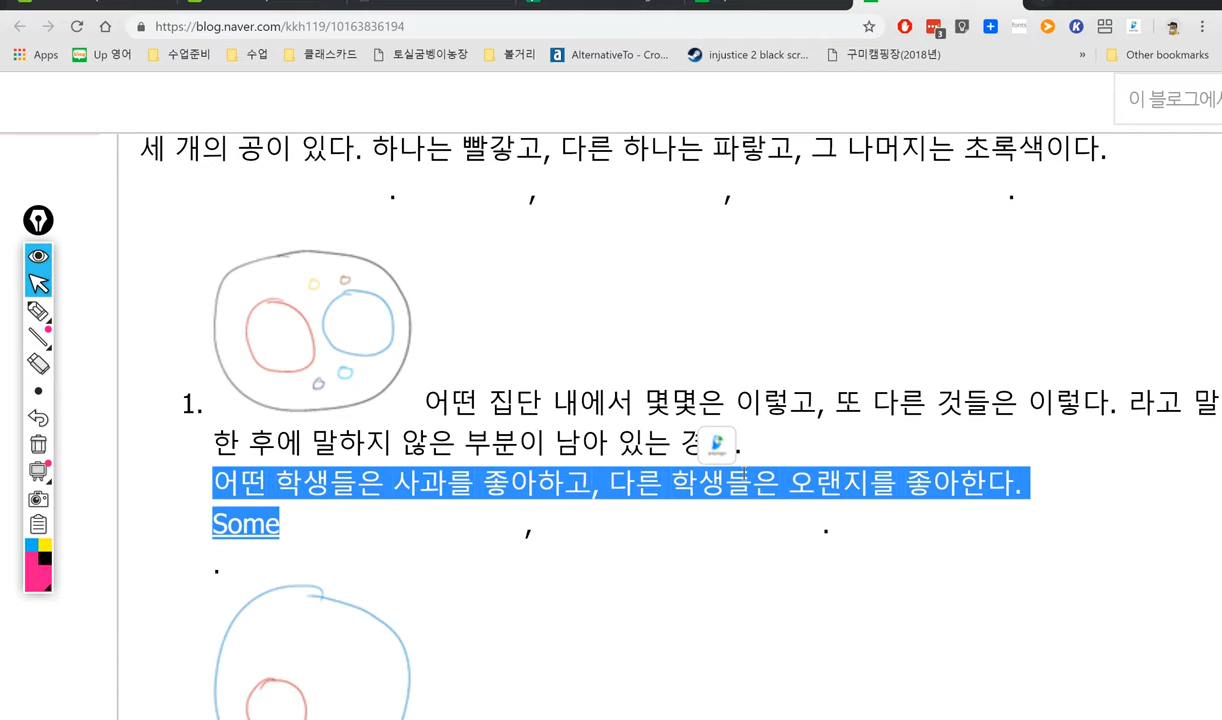 https://blog.naver.com/kkh119/10163836194
3
fonts
Apps
Up 영어
수업준비
수업
클래스카드
토실굼벵이농장
볼거리
AlternativeTo - Cro...
injustice 2 black scr...
구미캠핑장(2018년)
»
Other bookmarks
이 블로그에서
세 개의 공이 있다. 하나는 빨갛고, 다른 하나는 파랗고, 그 나머지는 초록색이다.
. , , .
1. 어떤 집단 내에서 몇몇은 이렇고, 또 다른 것들은 이렇다. 라고 말
한 후에 말하지 않은 부분이 남아 있는 .
어떤 학생들은 사과를 좋아하고, 다른 학생들은 오랜지를 좋아한다.
Some , .
.